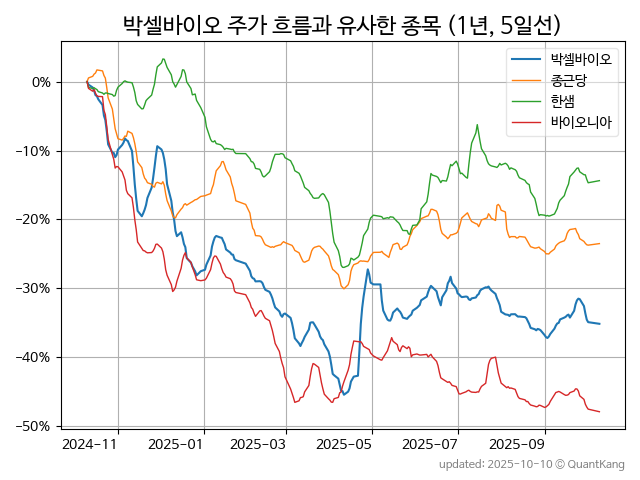 박셀바이오 주가 흐름과 유사한 종목 (1년, 5일선)
박셀바이오
종근당
한샘
바이오니아
0%
−10%
−20%
−30%
−40%
−50%
2024-11 2025-01 2025-03 2025-05 2025-07 2025-09
updated: 2025-10-10 © QuantKang